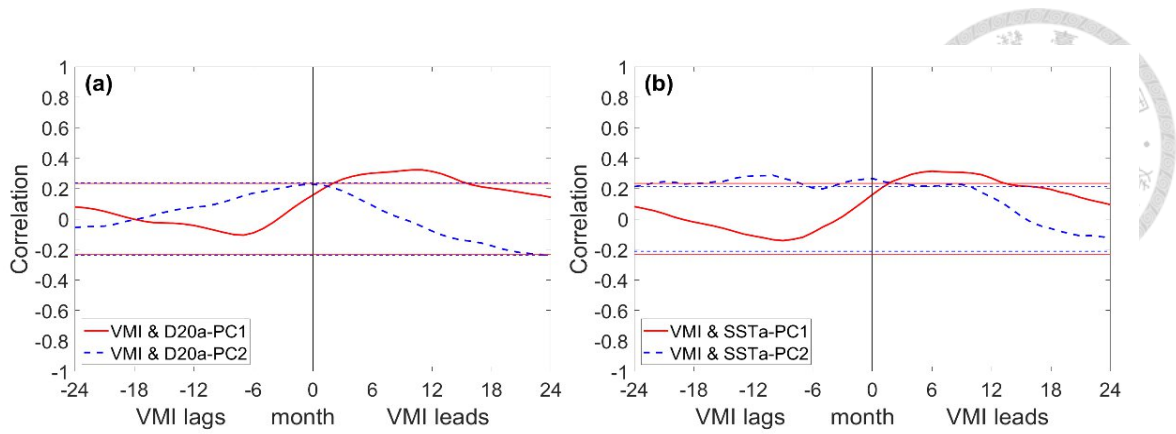 (a)
1
0.8
0.6
0.4
0.2
0
-0.2
-0.4
-0.6
-0.8
-1
Correlation
VMI & D20a-PC1
VMI & D20a-PC2
-24 -18 -12 -6 0 6 12 18 24
VMI lags month VMI leads
(b)
1
0.8
0.6
0.4
0.2
0
-0.2
-0.4
-0.6
-0.8
-1
Correlation
VMI & SSTa-PC1
VMI & SSTa-PC2
-24 -18 -12 -6 0 6 12 18 24
VMI lags month VMI leads